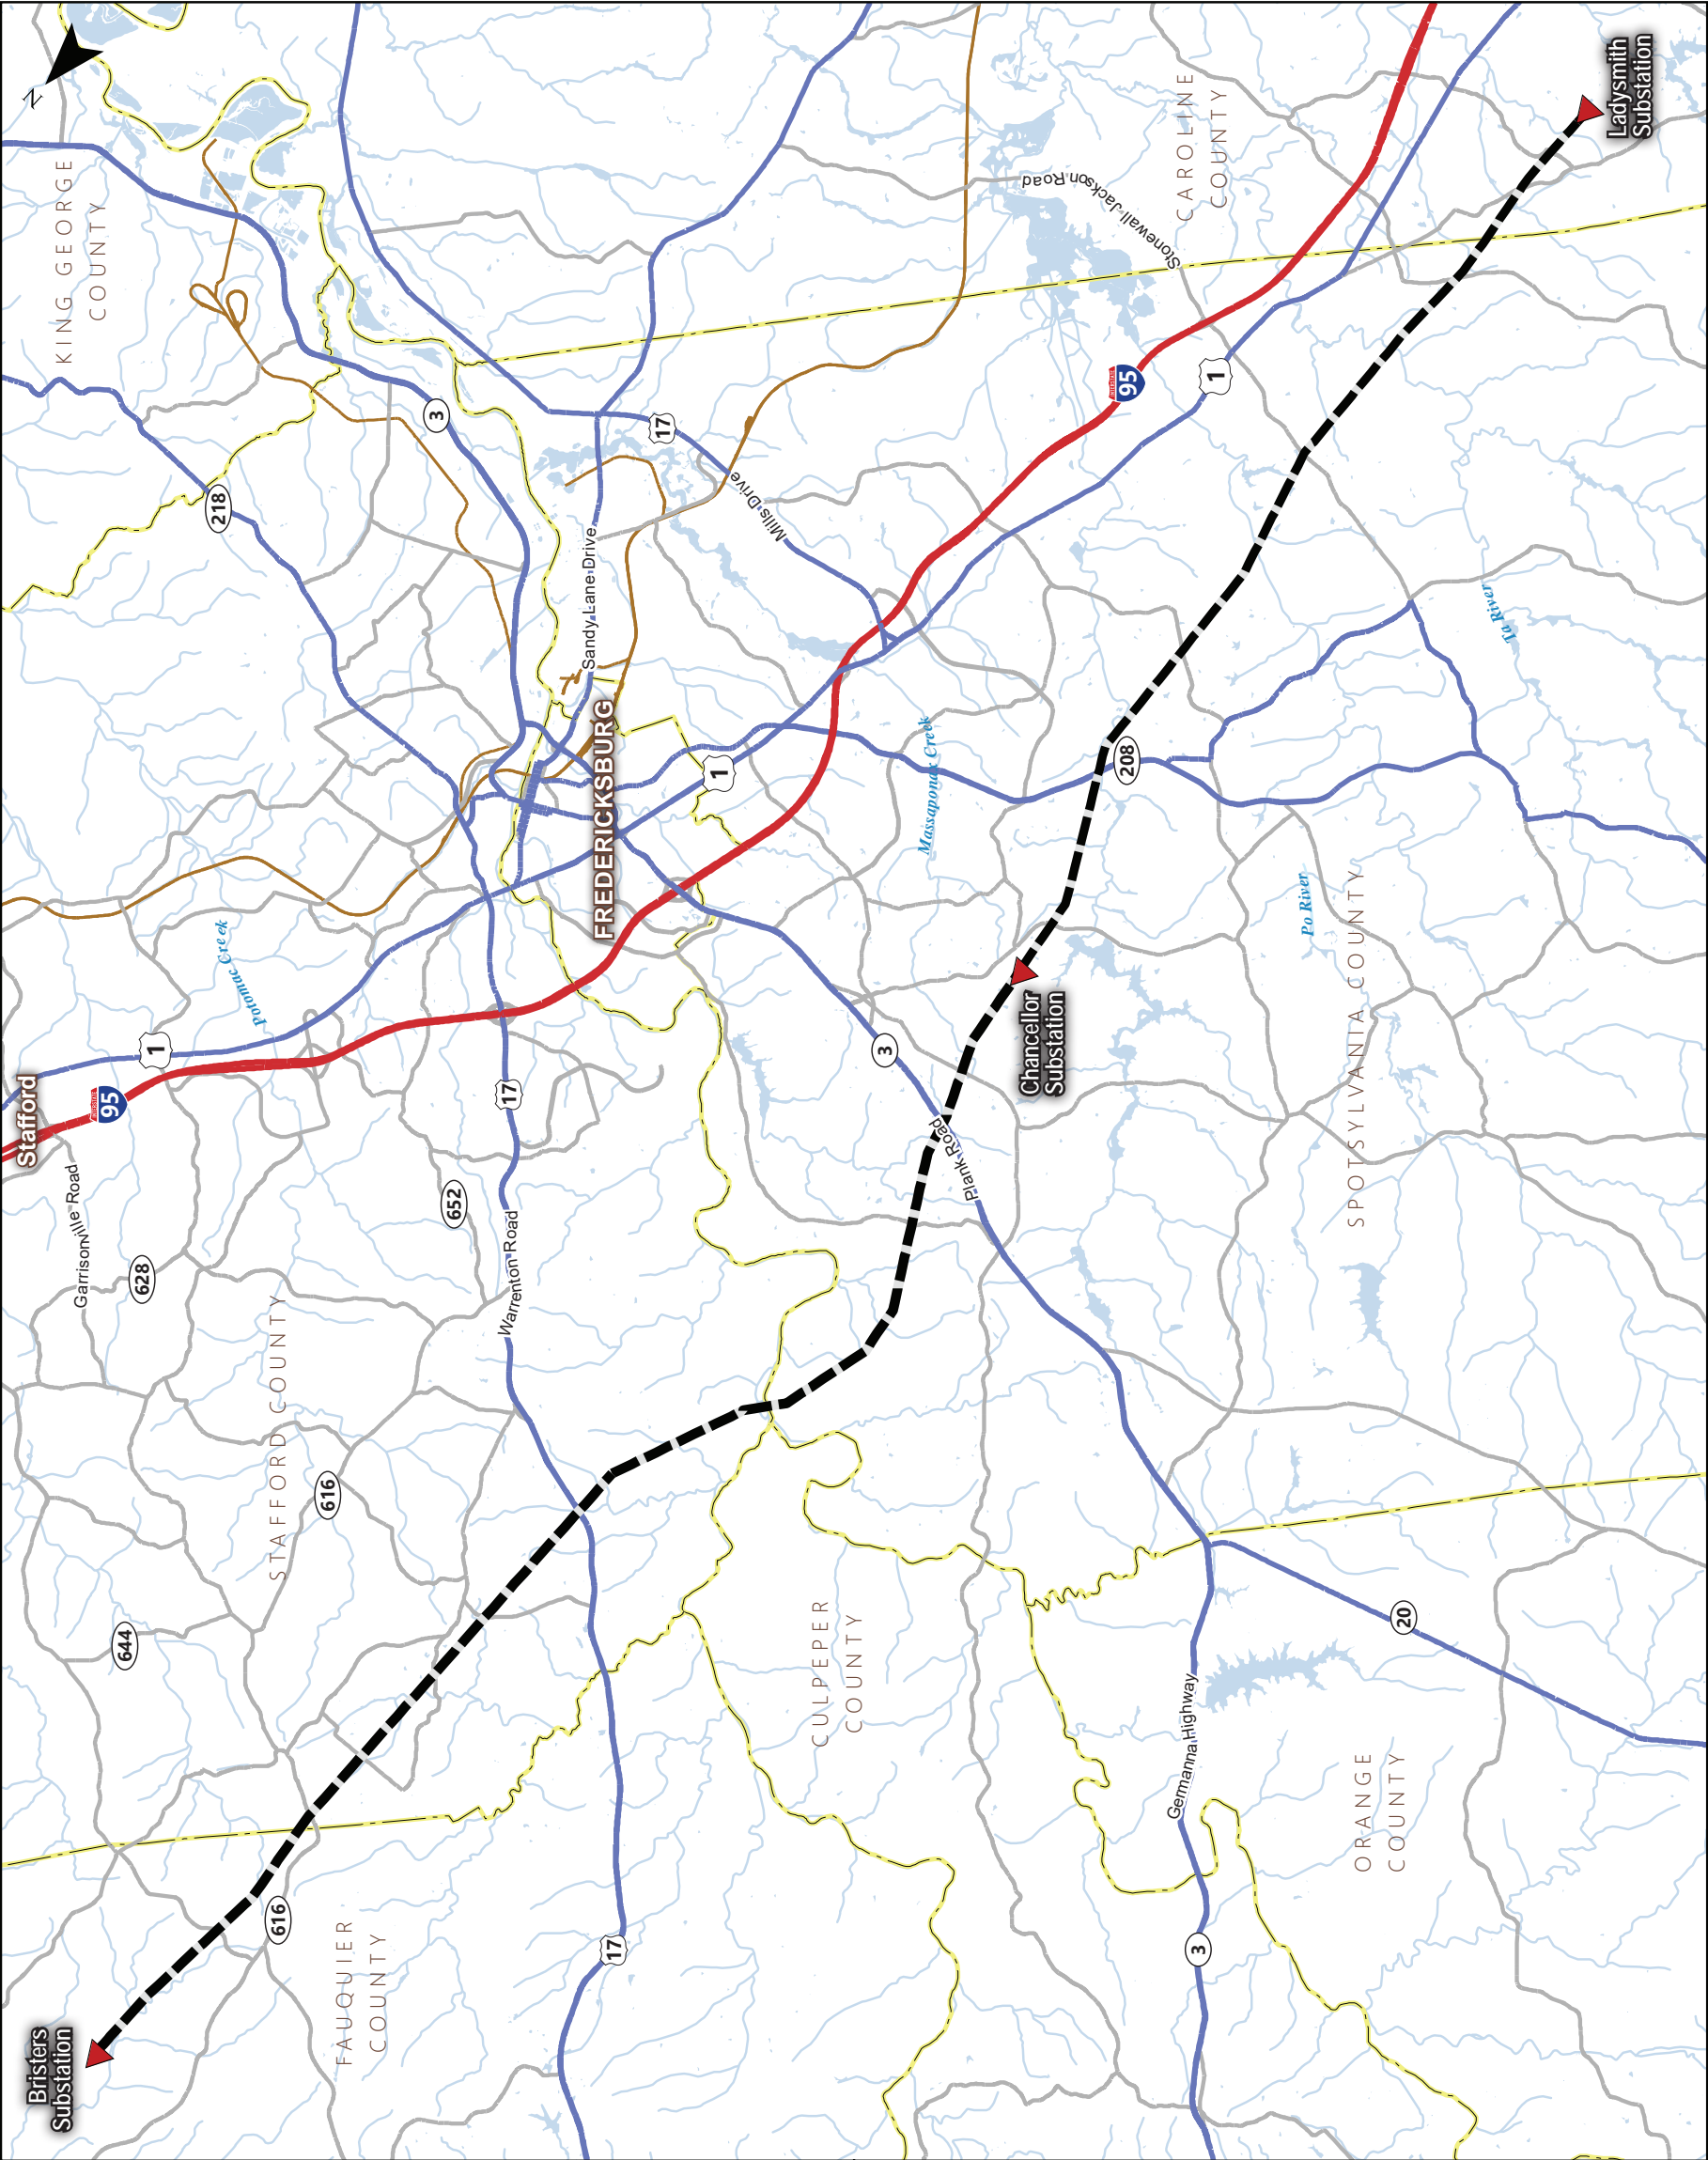 Bristers
Substation
Stafford
95
1
Garrisonville Road
628
644
616
616
652
STAFFORD COUNTY
FAUQUIER
COUNTY
Potomac Creek
218
KING GEORGE
COUNTY
N
3
17
Warrenton Road
17
FREDERICKSBURG
Sandy Lane Drive
17
Mills Drive
1
CULPEPER
COUNTY
3
Plank Road
Massaponax Creek
Chancellor
Substation
208
95
1
Stonewall Jackson Road
CAROLINE
COUNTY
Germanna Highway
3
20
ORANGE
COUNTY
SPOTSYLVANIA COUNTY
Po River
Ta River
Ladysmith
Substation